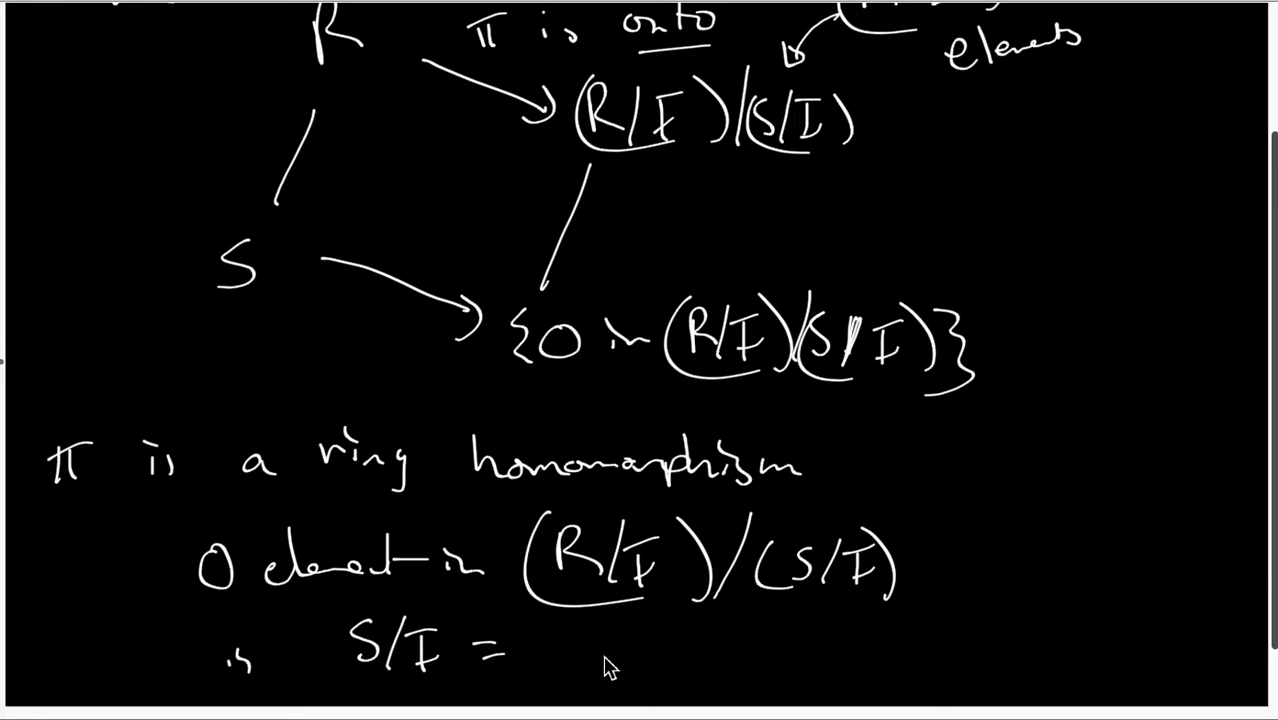 R π is onto
elements
(R/I)/(S/I)
S
{0 in (R/I)/(S/I)}
π is a ring homomorphism
0 element in (R/I)/(S/I)
is S/I =